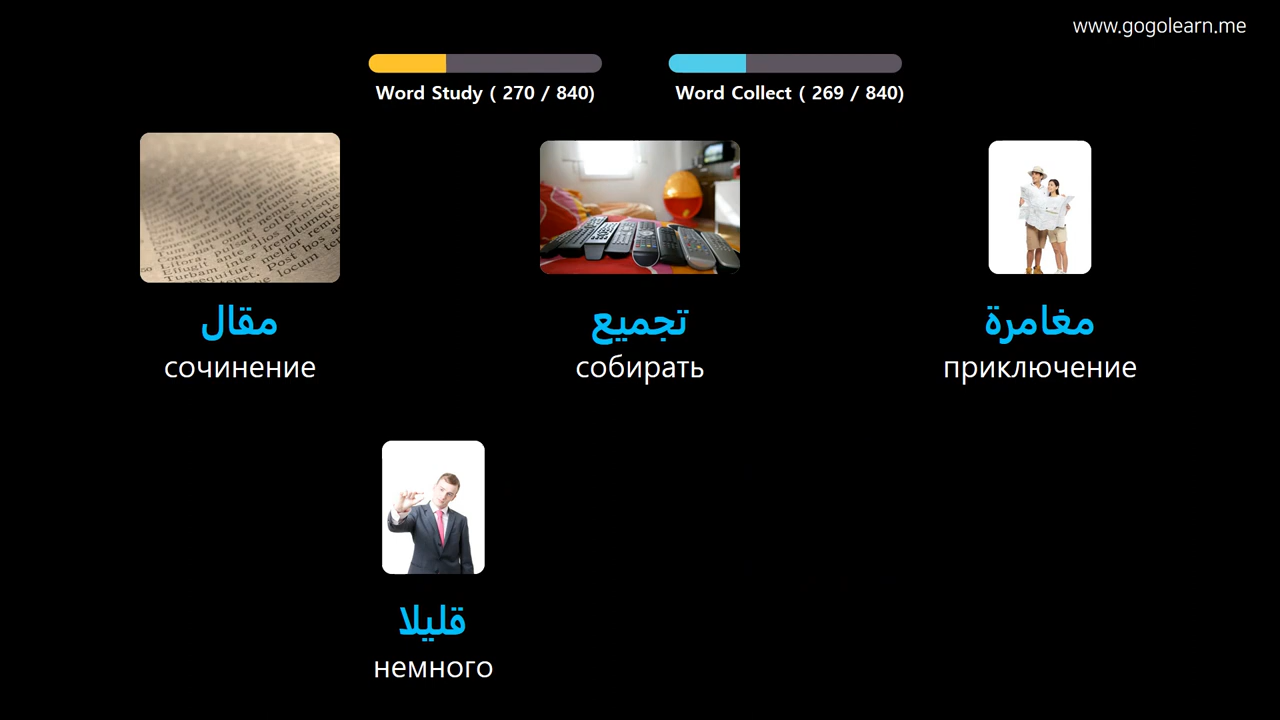 www.gogolearn.me
Word Study ( 270 / 840)
Word Collect ( 269 / 840)
مقال
сочинение
تجميع
собирать
مغامرة
приключение
قليلا
немного